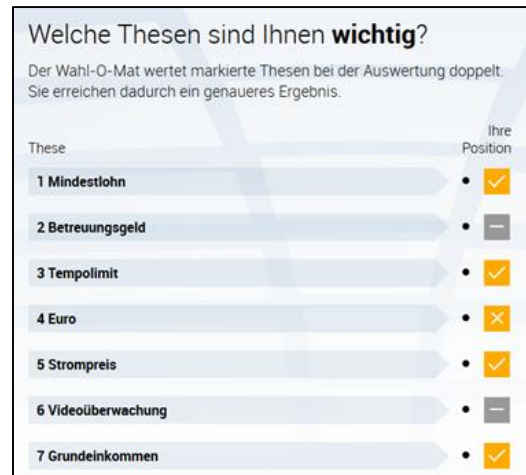 Welche Thesen sind Ihnen wichtig?
Der Wahl-O-Mat wertet markierte Thesen bei der Auswertung doppelt.
Sie erreichen dadurch ein genaueres Ergebnis.
These
Ihre
Position
1 Mindestlohn
2 Betreuungsgeld
3 Tempolimit
4 Euro
5 Strompreis
6 Videoüberwachung
7 Grundeinkommen